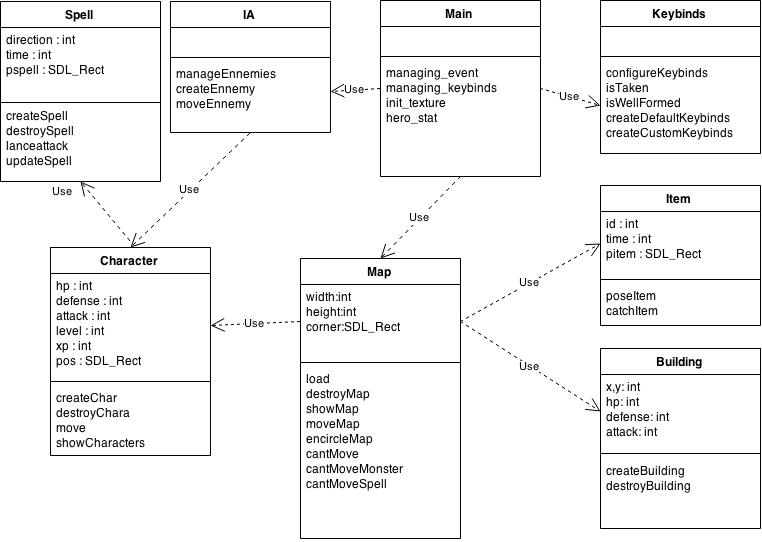 Spell
direction : int
time : int
pspell : SDL_Rect
createSpell
destroySpell
lanceattack
updateSpell
IA
manageEnnemies
createEnnemy
moveEnnemy
Main
managing_event
managing_keybinds
init_texture
hero_stat
Keybinds
configureKeybinds
isTaken
isWellFormed
createDefaultKeybinds
createCustomKeybinds
Use
Use
Use
Use
Use
Character
hp : int
defense : int
attack : int
level : int
xp : int
pos : SDL_Rect
createChar
destroyChara
move
showCharacters
Use
Map
width:int
height:int
corner:SDL_Rect
load
destroyMap
showMap
moveMap
encircleMap
cantMove
cantMoveMonster
cantMoveSpell
Use
Use
Item
id : int
time : int
pitem : SDL_Rect
poseItem
catchItem
Building
x,y: int
hp: int
defense: int
attack: int
createBuilding
destroyBuilding